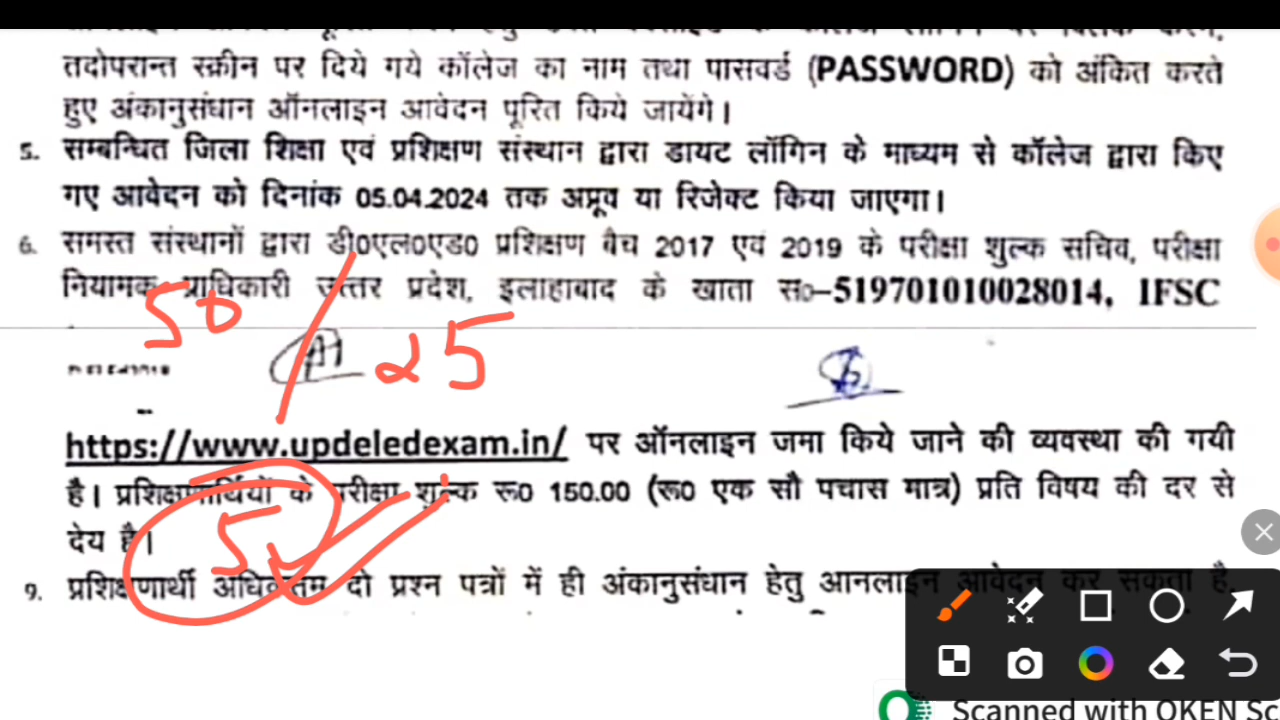 तदोपरान्त स्क्रीन पर दिये गये कॉलेज का नाम तथा पासवर्ड (PASSWORD) को अंकित करते
हुए अंकानुसंधान ऑनलाइन आवेदन पूरित किये जायेंगे।
5. सम्बन्धित जिला शिक्षा एवं प्रशिक्षण संस्थान द्वारा डायट लॉगिन के माध्यम से कॉलेज द्वारा किए
गए आवेदन को दिनांक 05.04.2024 तक अप्रूव या रिजेक्ट किया जाएगा।
6. समस्त संस्थानों द्वारा डी0एल0एड0 प्रशिक्षण बैच 2017 एवं 2019 के परीक्षा शुल्क सचिव, परीक्षा
नियामक प्राधिकारी उत्तर प्रदेश, इलाहाबाद के खाता स०–519701010028014, IFSC
50 / 25
https://www.updeledexam.in/ पर ऑनलाइन जमा किये जाने की व्यवस्था की गयी
है। प्रशिक्षणार्थियों के परीक्षा शुल्क रू0 150.00 (रू0 एक सौ पचास मात्र) प्रति विषय की दर से
देय है।
5
9. प्रशिक्षणार्थी अधिकतम दो प्रश्न पत्रों में ही अंकानुसंधान हेतु आनलाइन आवेदन कर सकता है,
Scanned with OKEN Sc